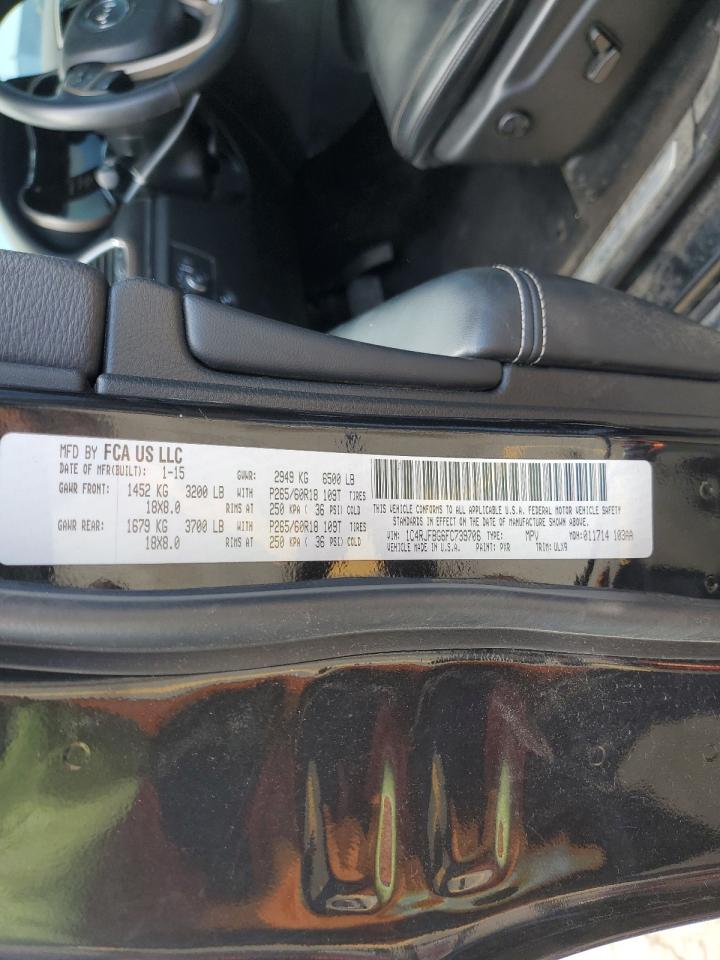 MFD BY FCA US LLC
DATE OF MFR(BUILT): 1-15 GVWR: 2949 KG 6500 LB
GAWR FRONT: 1452 KG 3200 LB WITH P265/60R18 109T TIRES
18X8.0 RIMS AT 250 KPA ( 36 PSI) COLD
GAWR REAR: 1679 KG 3700 LB WITH P265/60R18 109T TIRES
18X8.0 RIMS AT 250 KPA ( 36 PSI) COLD
THIS VEHICLE CONFORMS TO ALL APPLICABLE U.S.A. FEDERAL MOTOR VEHICLE SAFETY
STANDARDS IN EFFECT ON THE DATE OF MANUFACTURE SHOWN ABOVE.
VIN: 1C4RJFBG6FC739706 TYPE: MPV MDH:011714 103AA
VEHICLE MADE IN U.S.A. PAINT: PXR TRIM: ULX9